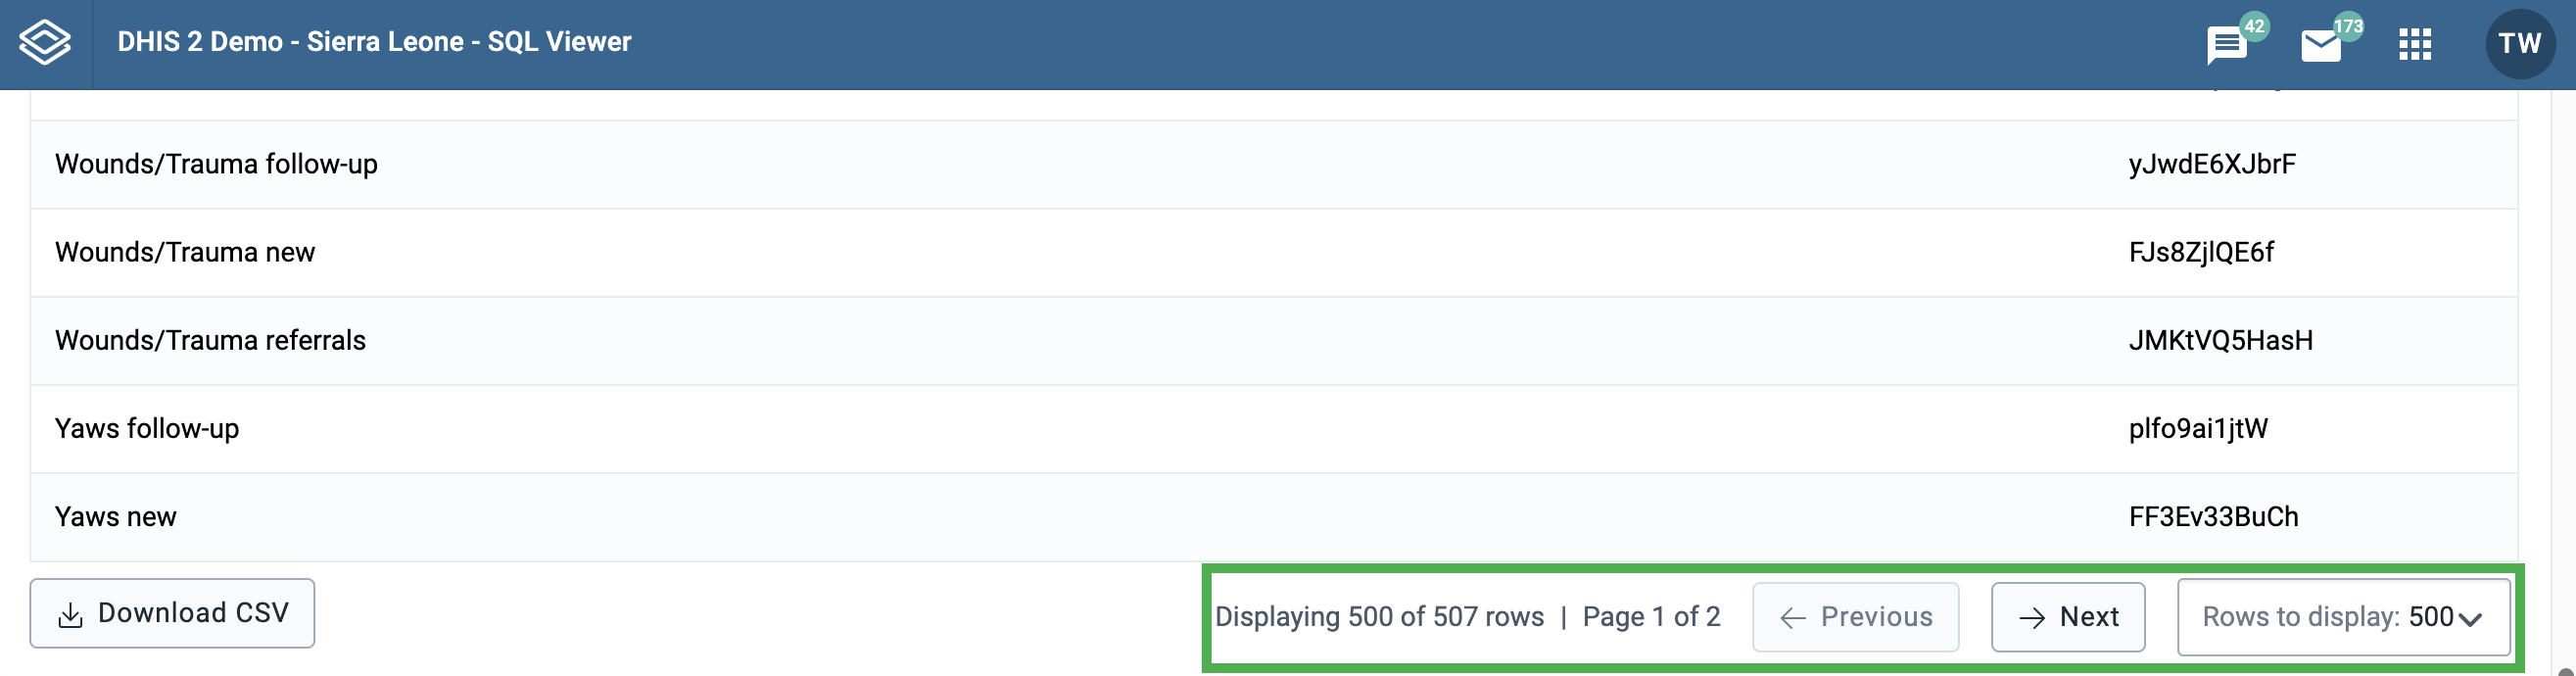 DHIS 2 Demo - Sierra Leone - SQL Viewer
42
173
TW
Wounds/Trauma follow-up yJwdE6XJbrF
Wounds/Trauma new FJs8ZjlQE6f
Wounds/Trauma referrals JMKtVQ5HasH
Yaws follow-up plfo9ai1jtW
Yaws new FF3Ev33BuCh
Download CSV
Displaying 500 of 507 rows | Page 1 of 2 Previous Next Rows to display: 500